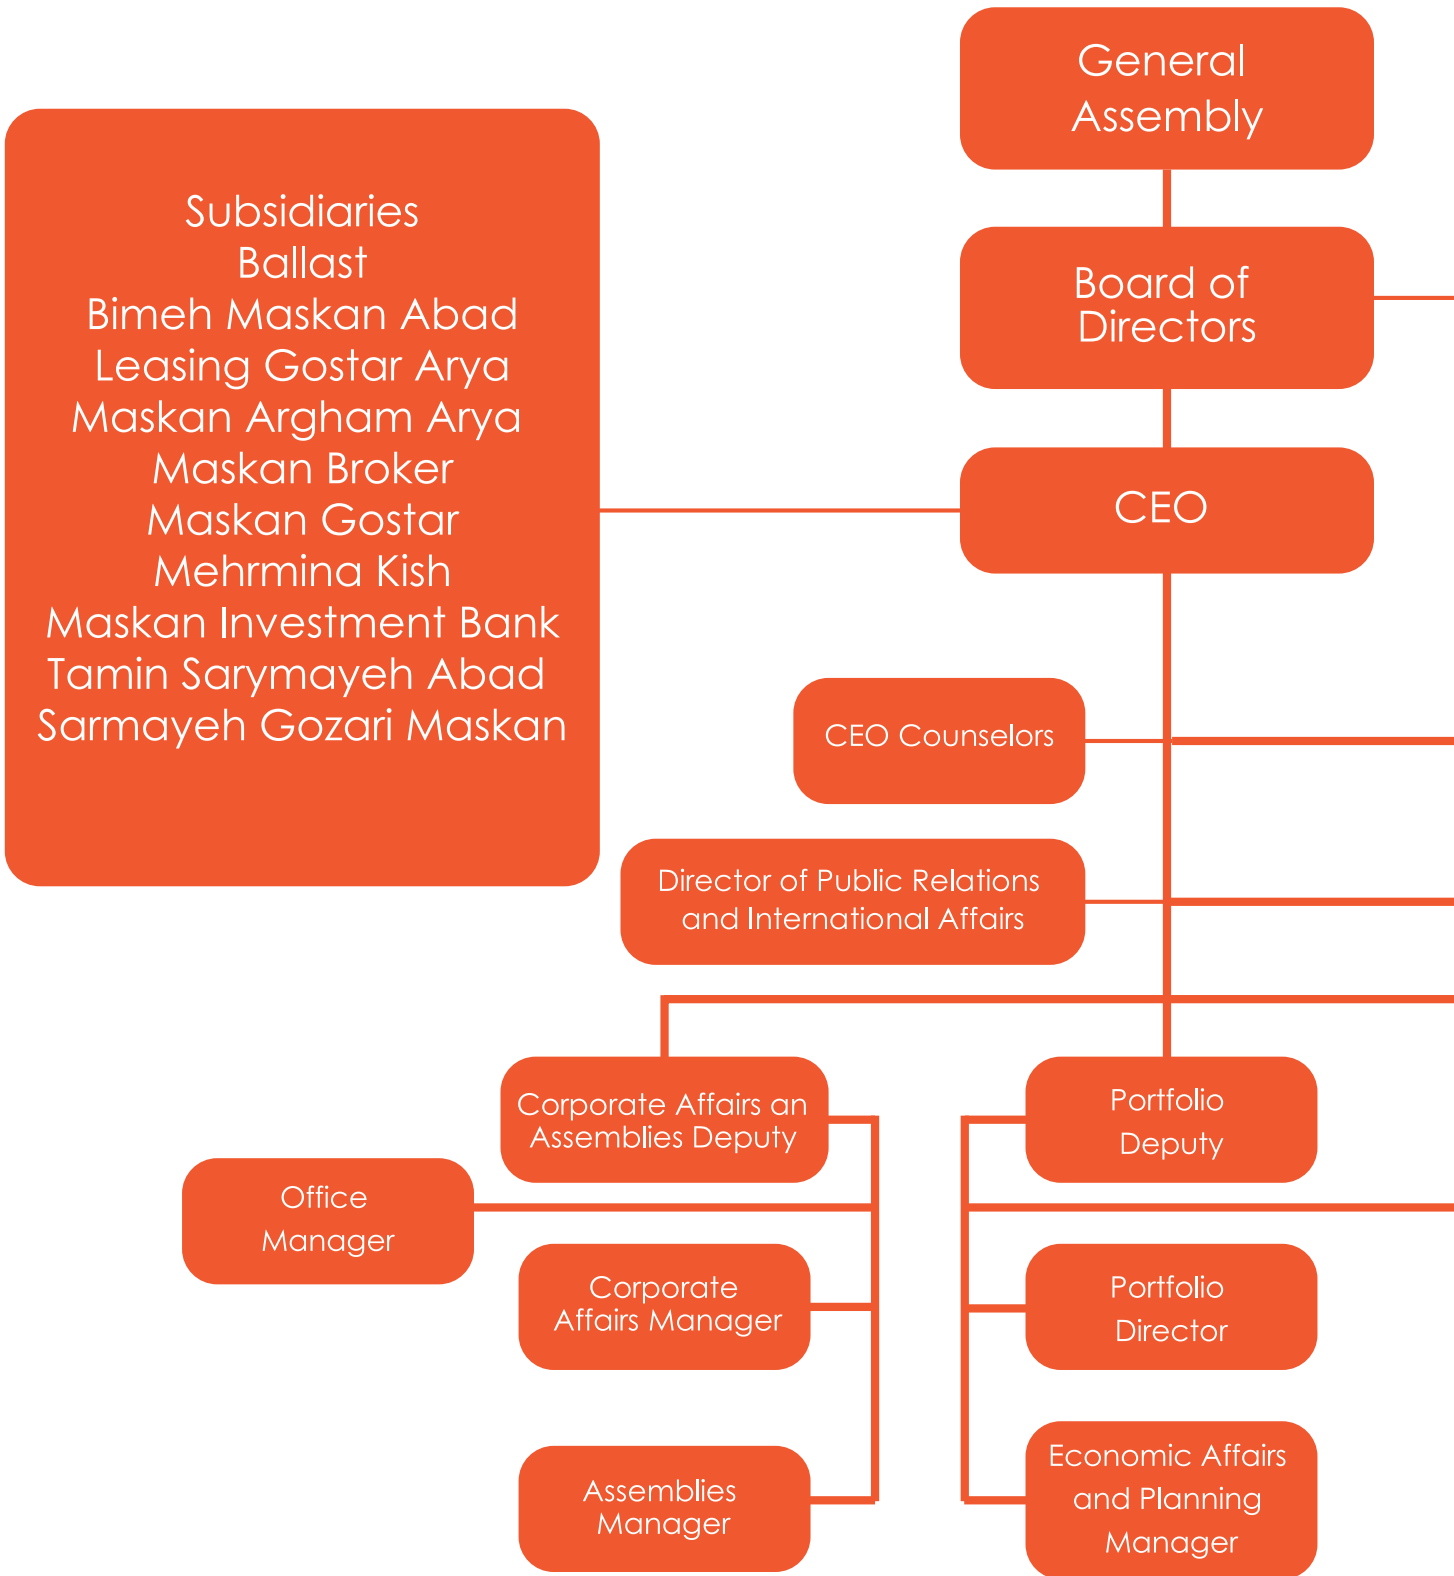 General
Assembly
Subsidiaries
Ballast
Bimeh Maskan Abad
Leasing Gostar Arya
Maskan Argham Arya
Maskan Broker
Maskan Gostar
Mehrmina Kish
Maskan Investment Bank
Tamin Sarymayeh Abad
Sarmayeh Gozari Maskan
Board of
Directors
CEO
CEO Counselors
Director of Public Relations
and International Affairs
Corporate Affairs an
Assemblies Deputy
Portfolio
Deputy
Office
Manager
Corporate
Affairs Manager
Portfolio
Director
Assemblies
Manager
Economic Affairs
and Planning
Manager